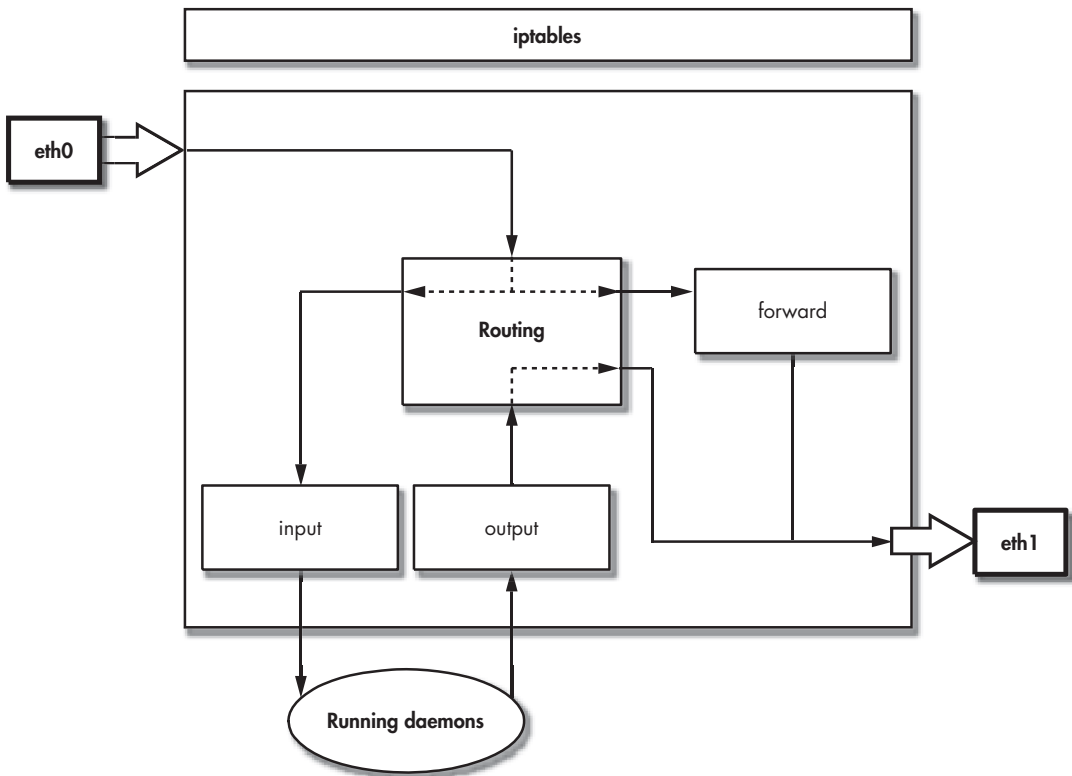 iptables
eth0
Routing
forward
input
output
eth1
Running daemons